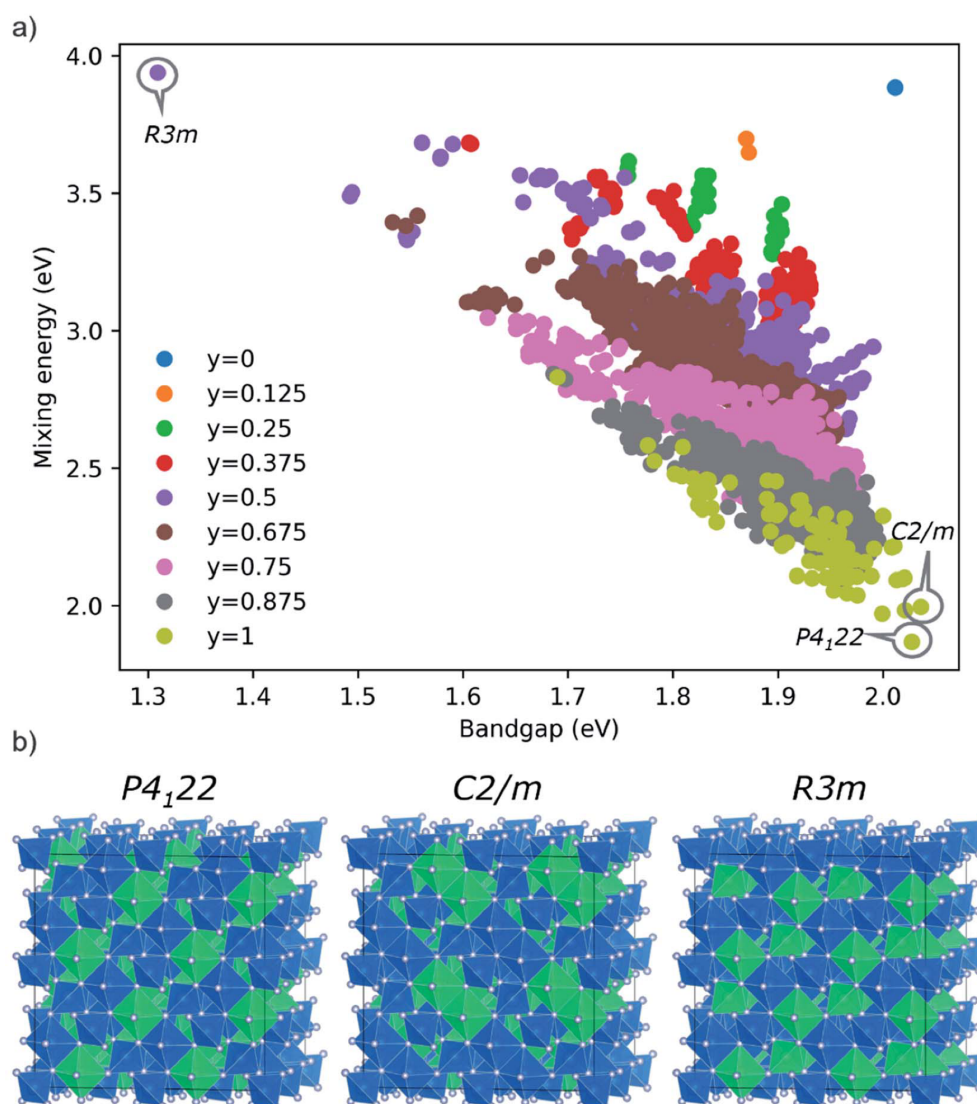 a)
4.0
3.5
3.0
2.5
2.0
Mixing energy (eV)
R3m
y=0
y=0.125
y=0.25
y=0.375
y=0.5
y=0.675
y=0.75
y=0.875
y=1
C2/m
P4₁22
1.3 1.4 1.5 1.6 1.7 1.8 1.9 2.0
Bandgap (eV)
b)
P4₁22 C2/m R3m